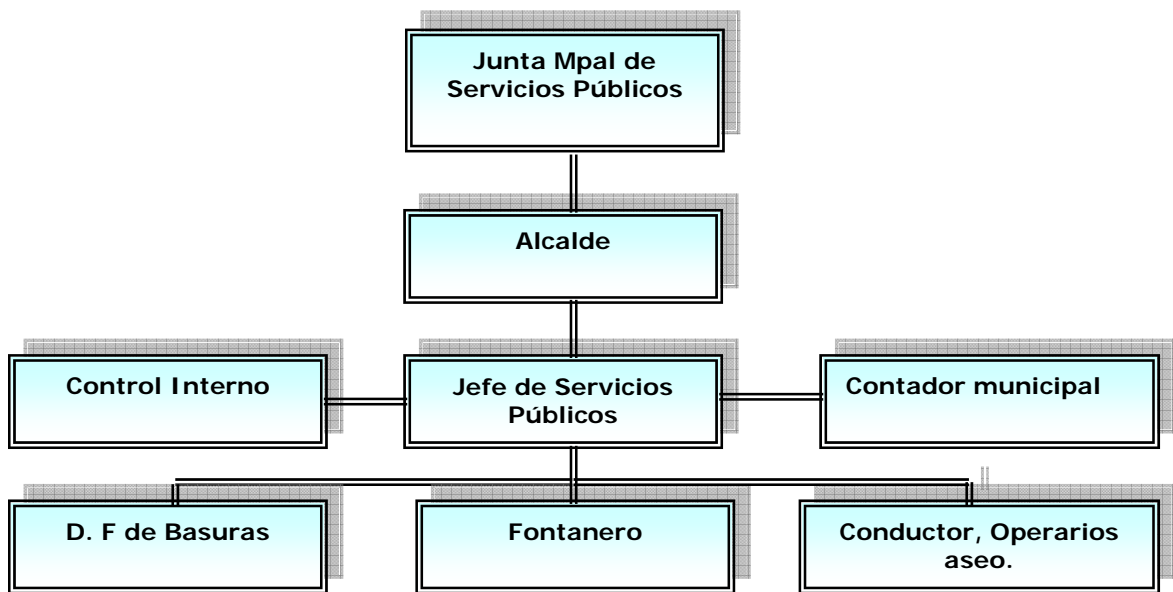 Junta Mpal de
Servicios Públicos
Alcalde
Control Interno
Jefe de Servicios
Públicos
Contador municipal
D. F de Basuras
Fontanero
Conductor, Operarios
aseo.